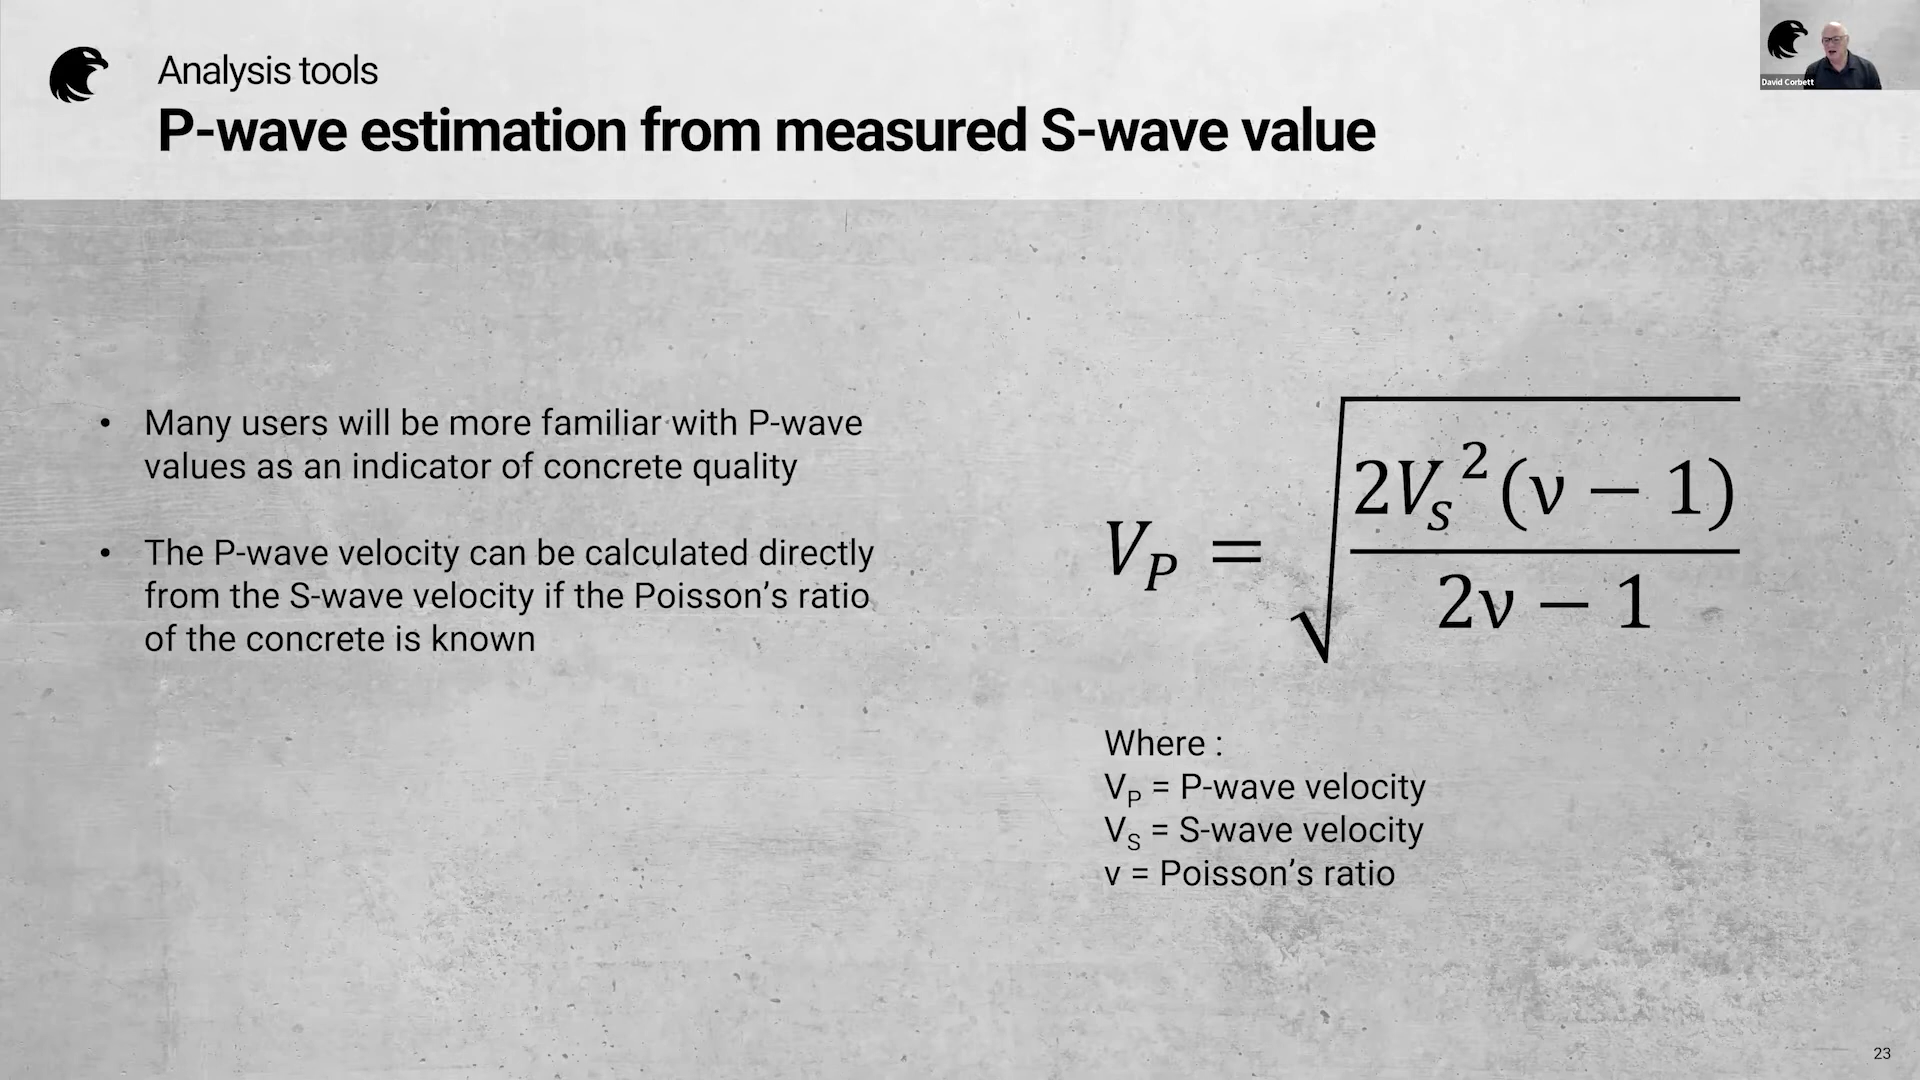 Analysis tools
P-wave estimation from measured S-wave value
David Corbett
• Many users will be more familiar with P-wave
values as an indicator of concrete quality
• The P-wave velocity can be calculated directly
from the S-wave velocity if the Poisson’s ratio
of the concrete is known
V_P = √((2V_s²(ν − 1))/(2ν − 1))
Where :
V_P = P-wave velocity
V_S = S-wave velocity
ν = Poisson’s ratio
23